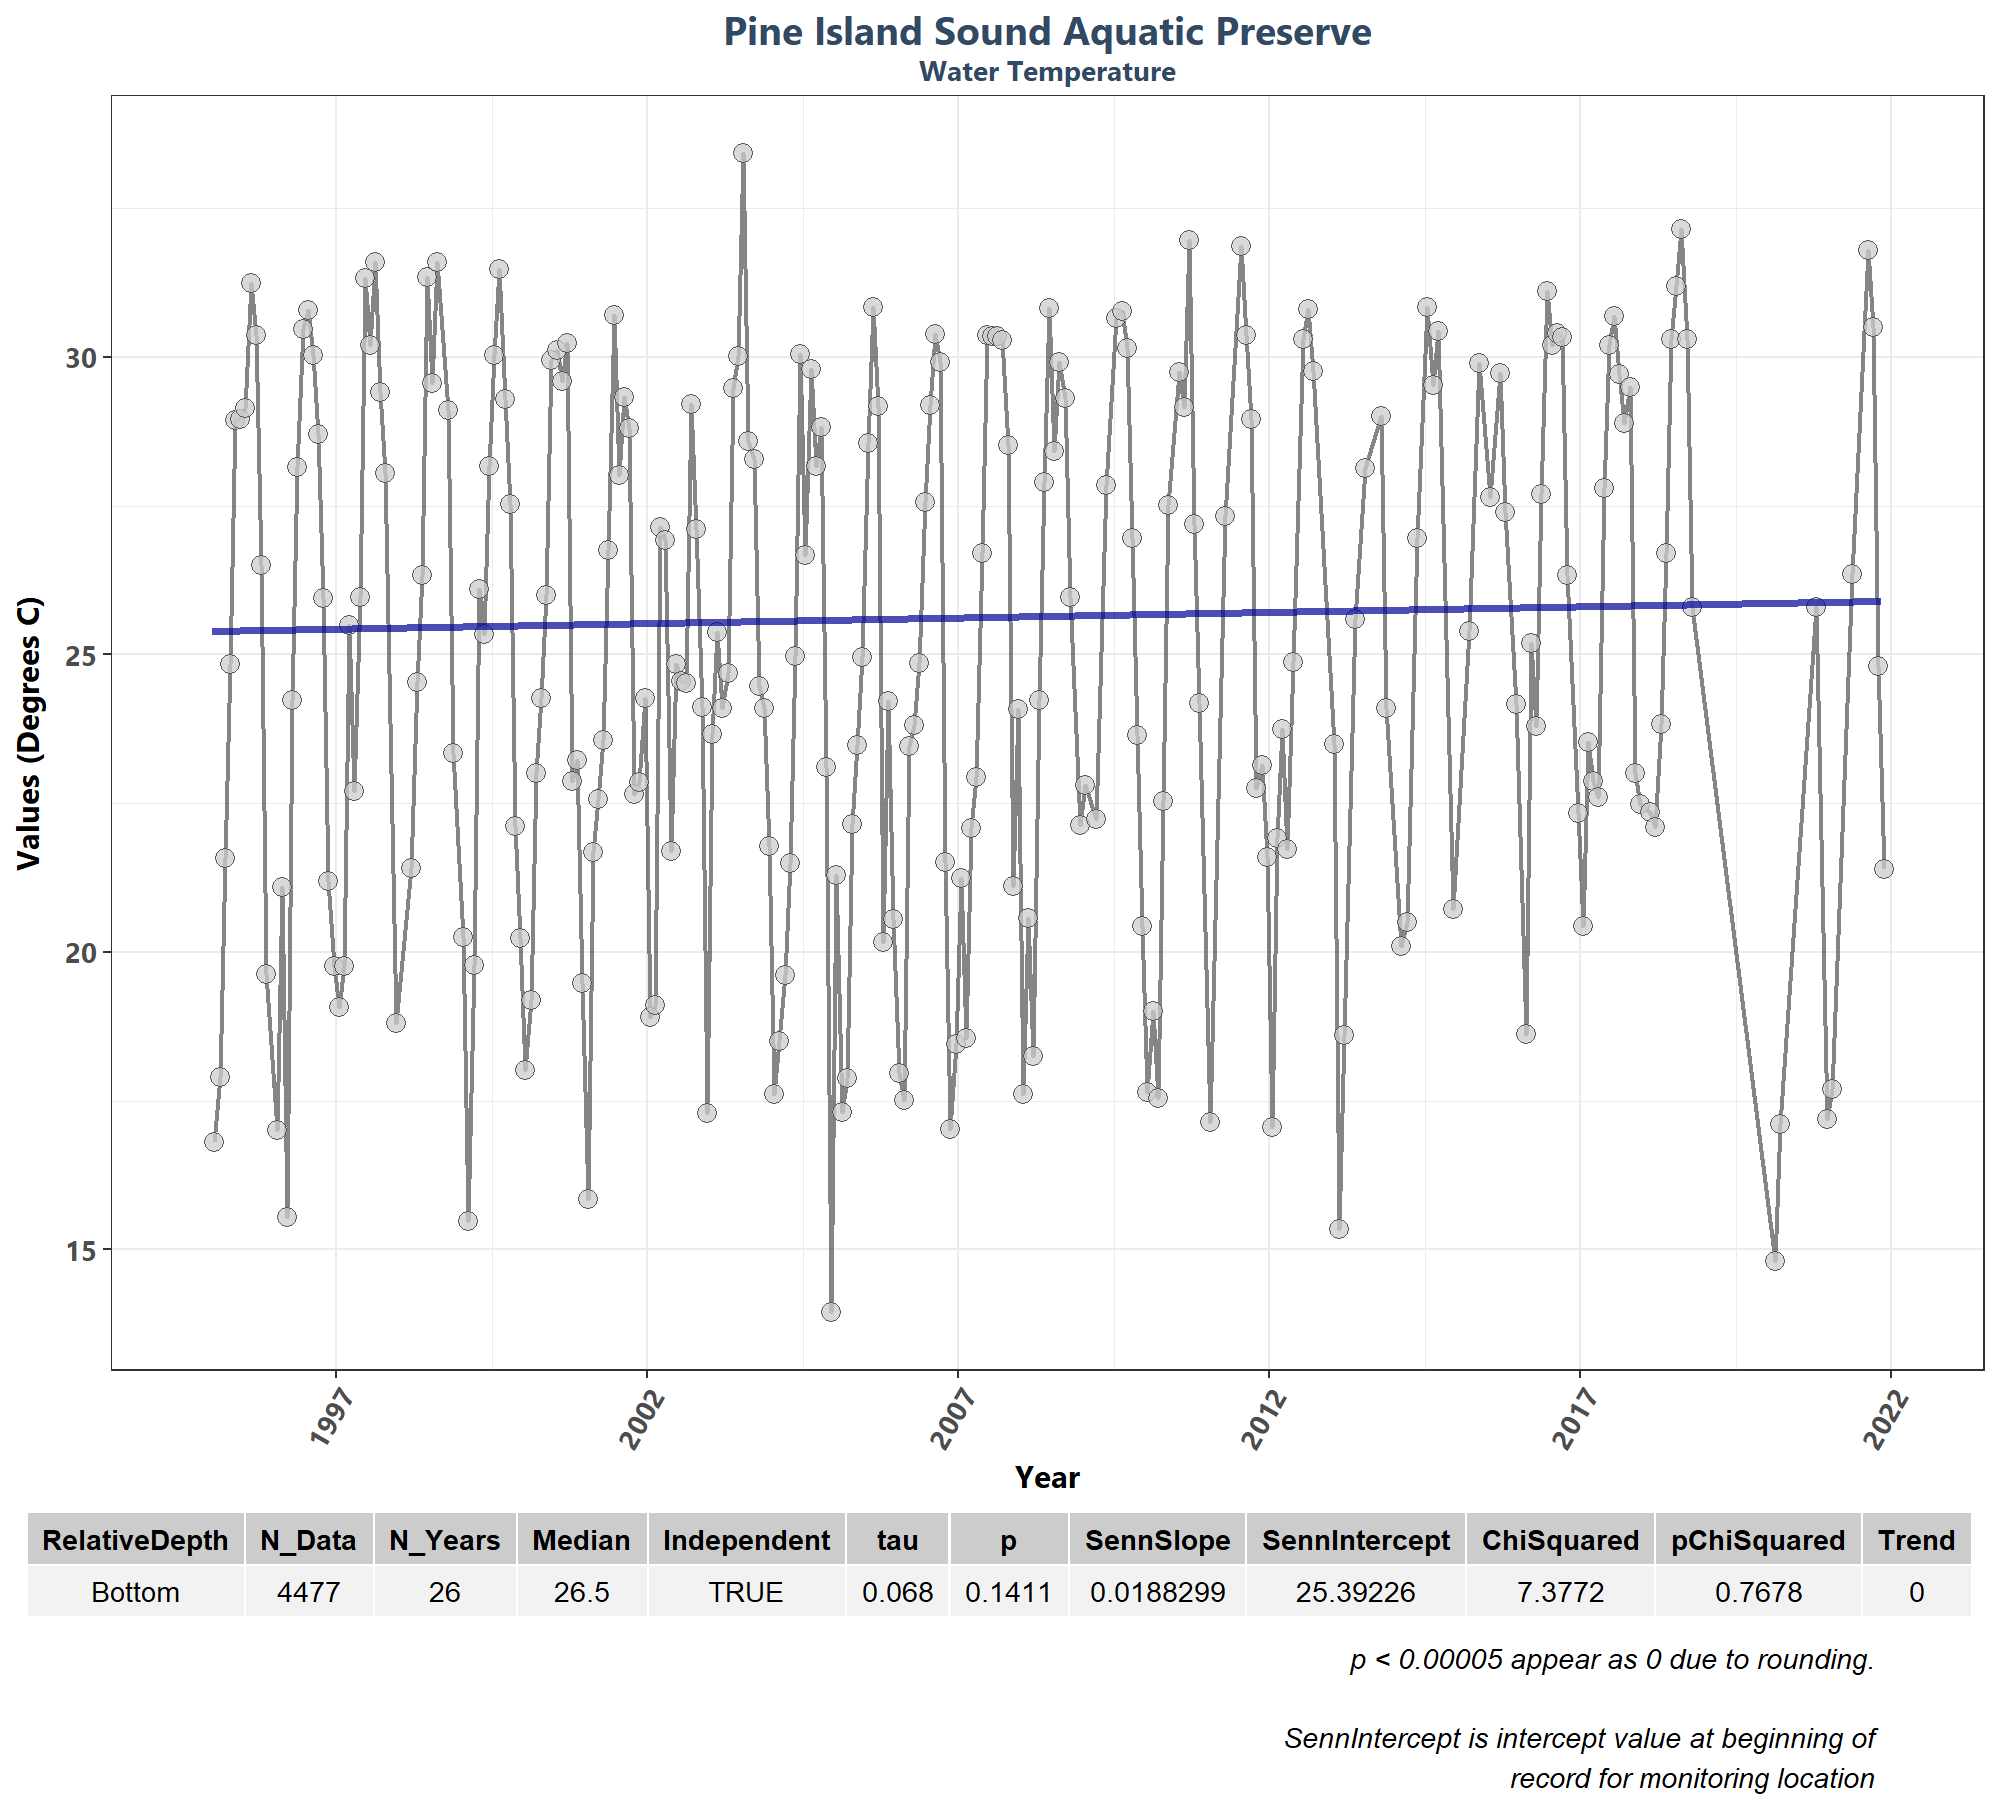 Pine Island Sound Aquatic Preserve
Water Temperature
Values (Degrees C)
30
25
20
15
1997 2002 2007 2012 2017 2022
Year
RelativeDepth N_Data N_Years Median Independent tau p SennSlope SennIntercept ChiSquared pChiSquared Trend
Bottom 4477 26 26.5 TRUE 0.068 0.1411 0.0188299 25.39226 7.3772 0.7678 0
p < 0.00005 appear as 0 due to rounding.
SennIntercept is intercept value at beginning of
record for monitoring location